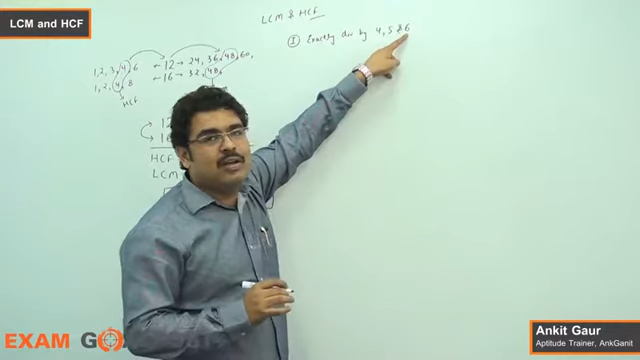 LCM and HCF
LCM & HCF
I Exactly div by 4, 5 & 6
1, 2, 3, 4, 6 ← 12 → 24, 36, 48, 60,
1, 2, 4, 8 ← 16 → 32, 48,
HCF
HCF
LCM
EXAM
Ankit Gaur
Aptitude Trainer, AnkGanit